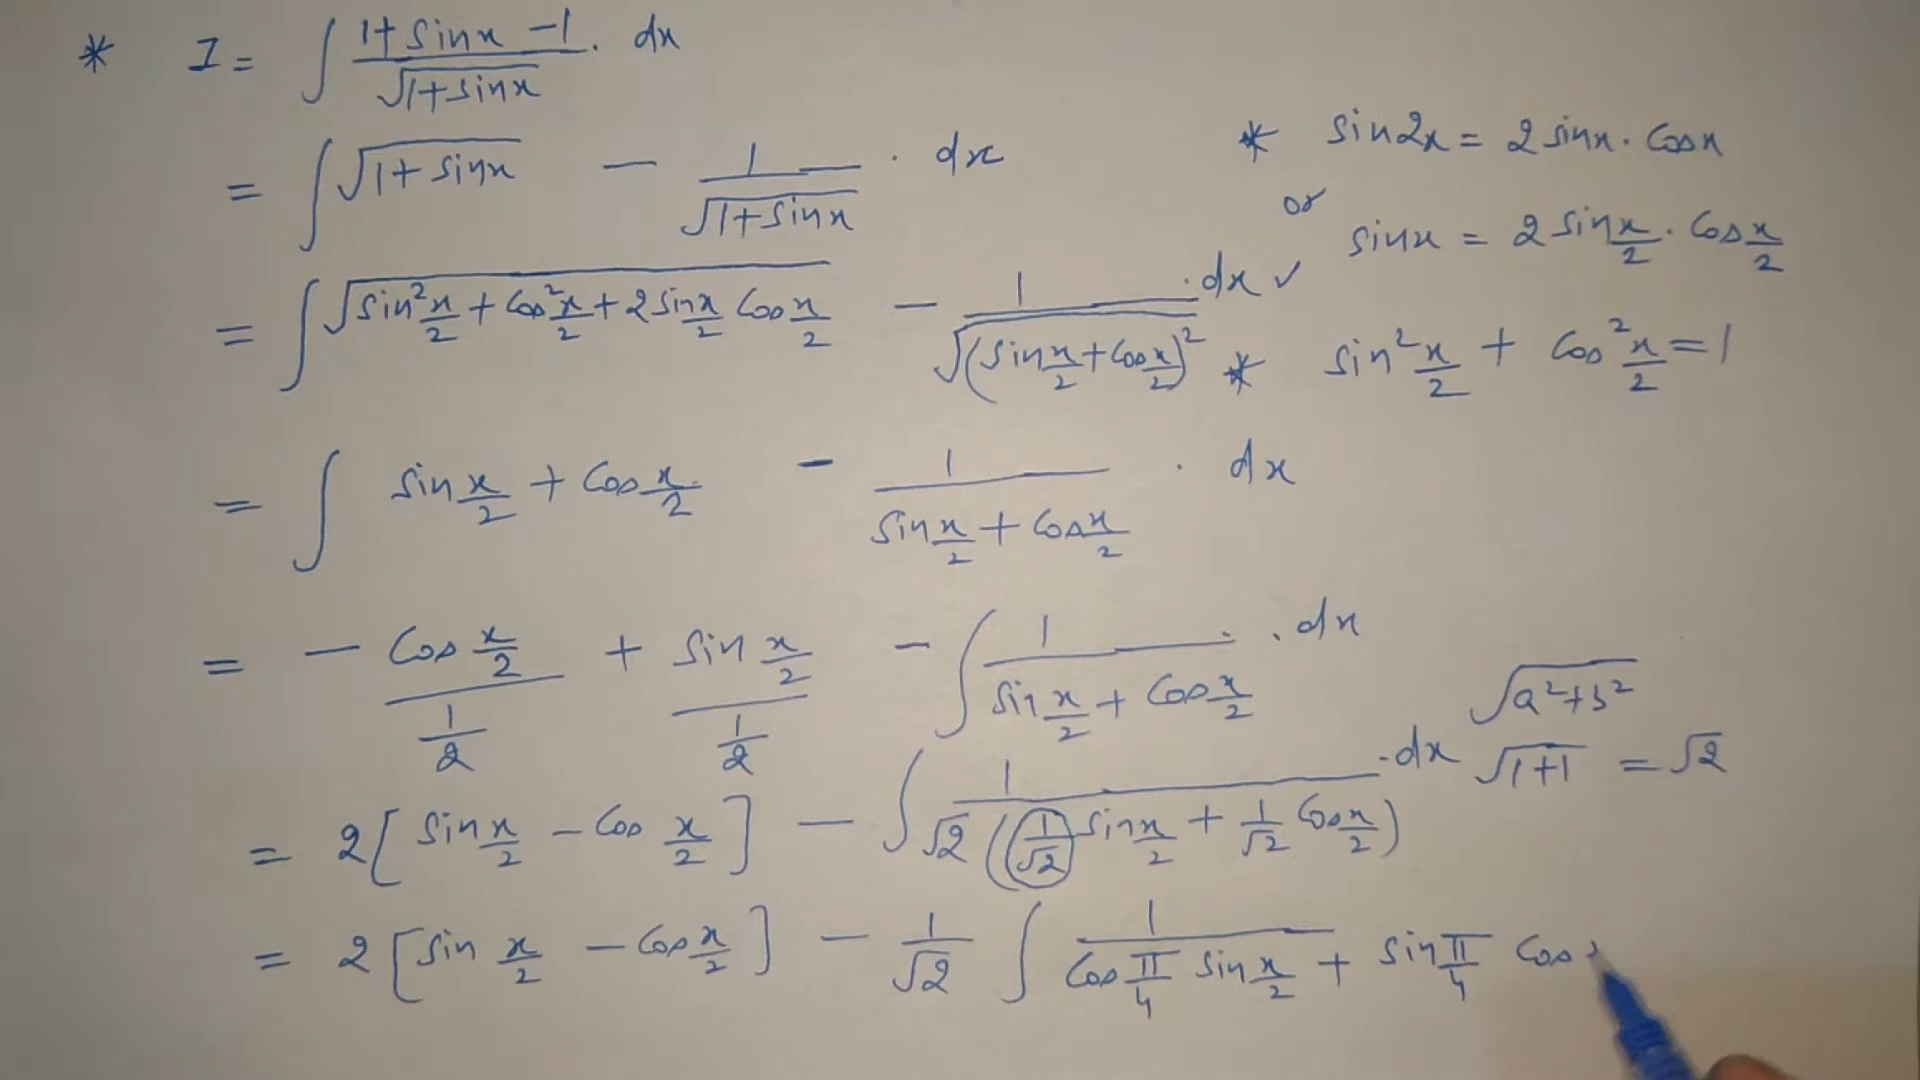 * I = ∫ (1+sinx −1)/√(1+sinx) . dx
= ∫ √(1+sinx) − 1/√(1+sinx) . dx
* sin2x = 2 sinx . Cosx
or sinx = 2 sin x/2 . Cos x/2
= ∫ √(sin² x/2 + Cos² x/2 + 2 sin x/2 Cos x/2) − 1/√((sin x/2 + Cos x/2)²) . dx ✓
* sin² x/2 + Cos² x/2 = 1
= ∫ sin x/2 + Cos x/2 − 1/(sin x/2 + Cos x/2) . dx
= − (Cos x/2)/(1/2) + (sin x/2)/(1/2) − ∫ 1/(sin x/2 + Cos x/2) . dx
√(a²+b²)
√(1+1) = √2
= 2[sin x/2 − Cos x/2] − ∫ 1/(√2 (1/√2 sin x/2 + 1/√2 Cos x/2)) . dx
= 2[sin x/2 − Cos x/2] − 1/√2 ∫ 1/(Cos π/4 sin x/2 + sin π/4 Cos